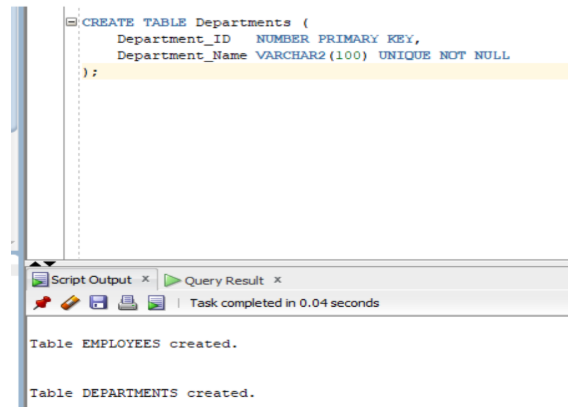 CREATE TABLE Departments (
Department_ID NUMBER PRIMARY KEY,
Department_Name VARCHAR2(100) UNIQUE NOT NULL
);
Script Output × Query Result ×
Task completed in 0.04 seconds
Table EMPLOYEES created.
Table DEPARTMENTS created.